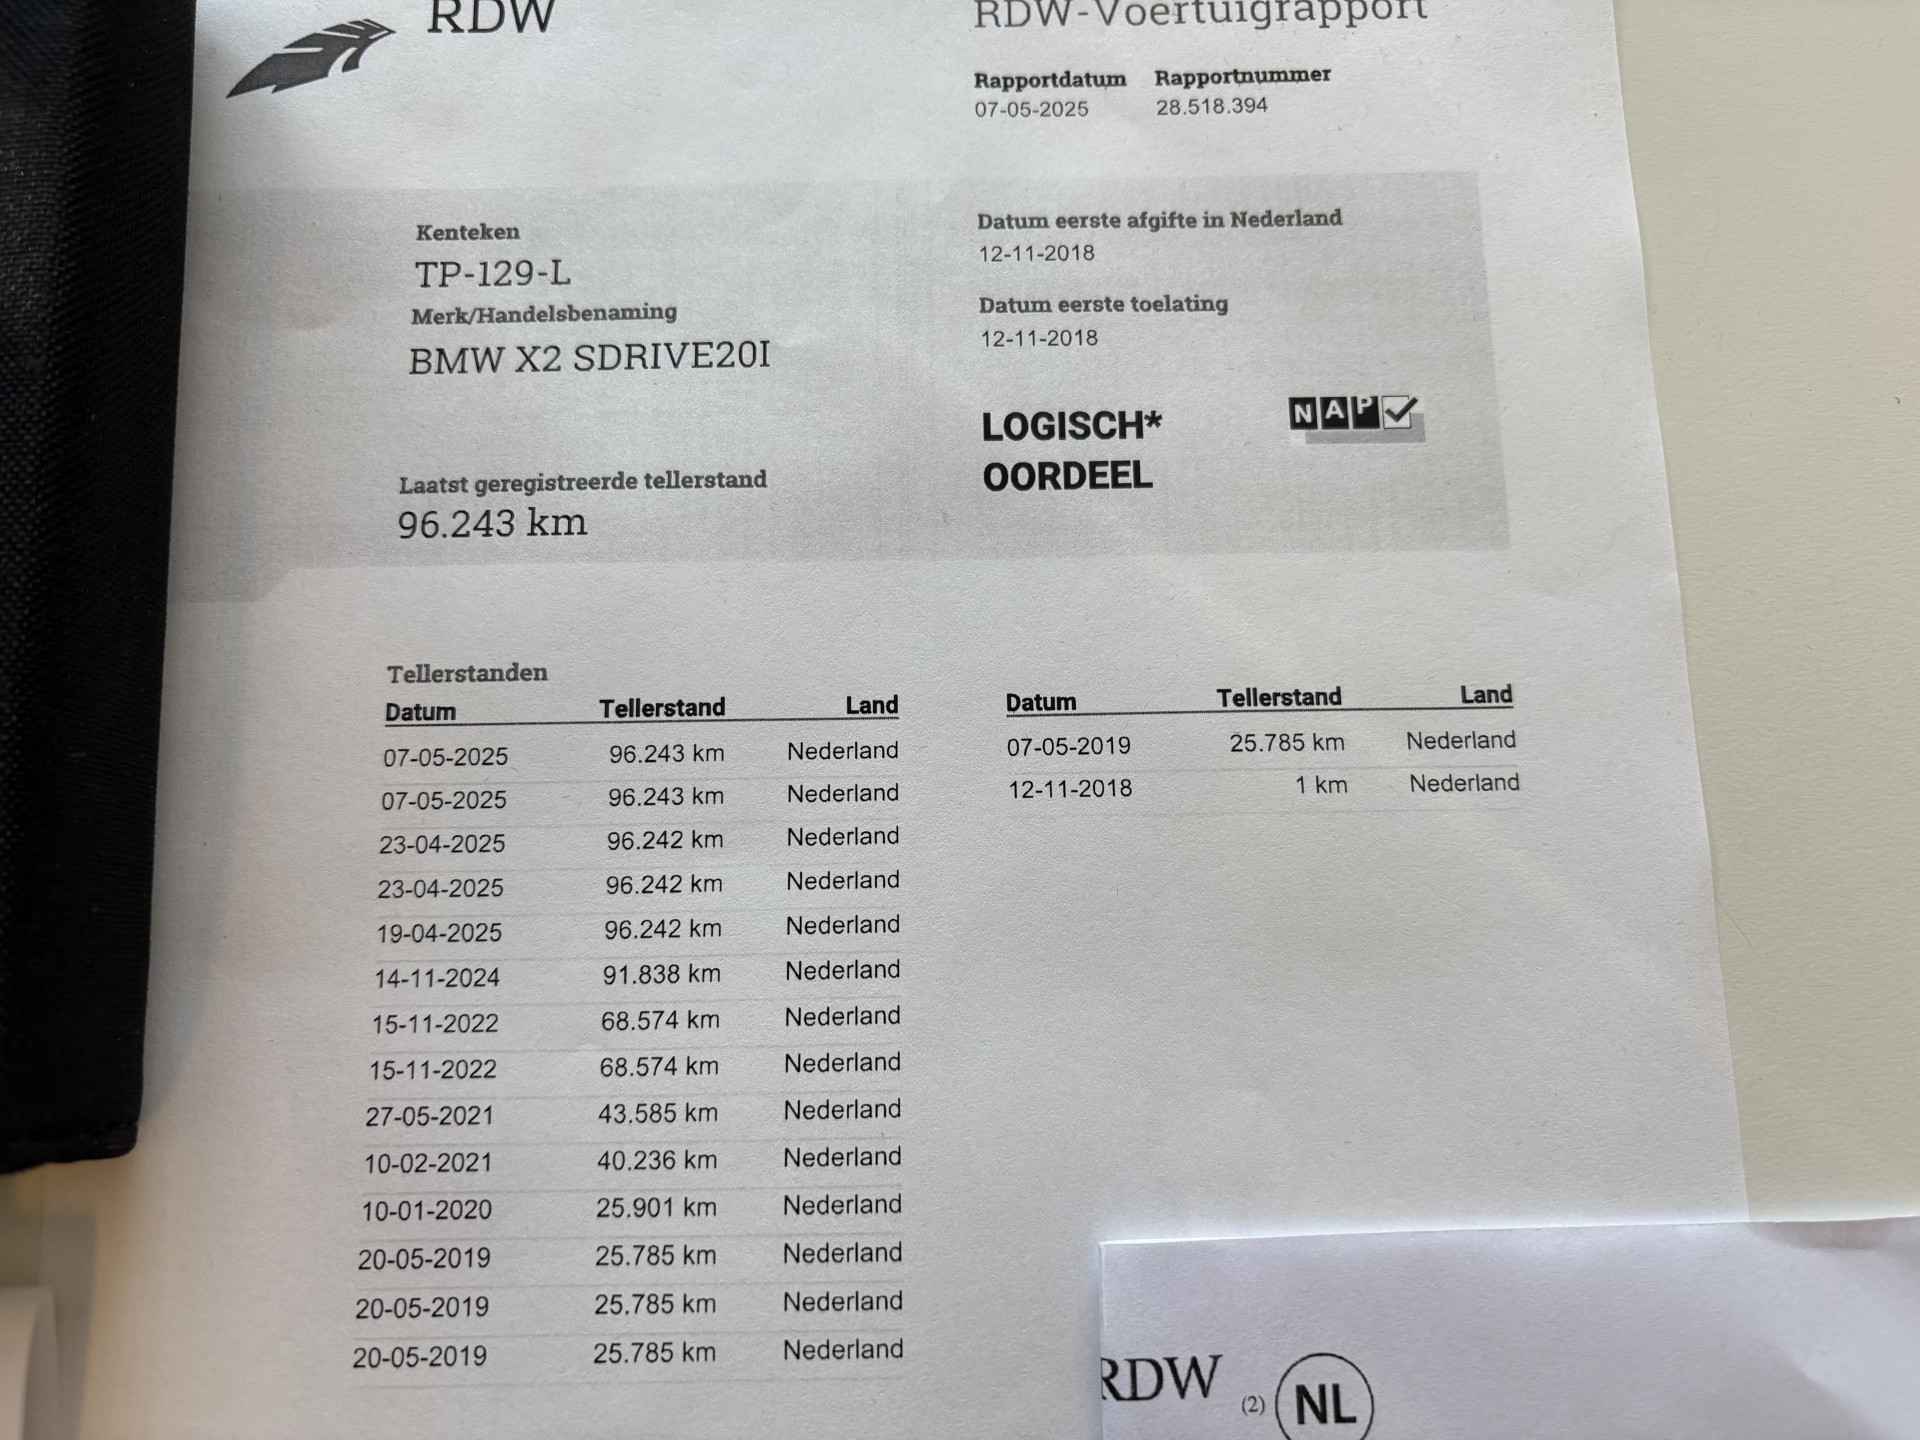 RDW
RDW-Voertuigrapport
Rapportdatum Rapportnummer
07-05-2025 28.518.394
Kenteken
TP-129-L
Merk/Handelsbenaming
BMW X2 SDRIVE20I
Laatst geregistreerde tellerstand
96.243 km
Datum eerste afgifte in Nederland
12-11-2018
Datum eerste toelating
12-11-2018
LOGISCH*
OORDEEL
NAP
Tellerstanden
Datum Tellerstand Land
07-05-2025 96.243 km Nederland
07-05-2025 96.243 km Nederland
23-04-2025 96.242 km Nederland
23-04-2025 96.242 km Nederland
19-04-2025 96.242 km Nederland
14-11-2024 91.838 km Nederland
15-11-2022 68.574 km Nederland
15-11-2022 68.574 km Nederland
27-05-2021 43.585 km Nederland
10-02-2021 40.236 km Nederland
10-01-2020 25.901 km Nederland
20-05-2019 25.785 km Nederland
20-05-2019 25.785 km Nederland
20-05-2019 25.785 km Nederland
Datum Tellerstand Land
07-05-2019 25.785 km Nederland
12-11-2018 1 km Nederland
RDW (2) NL